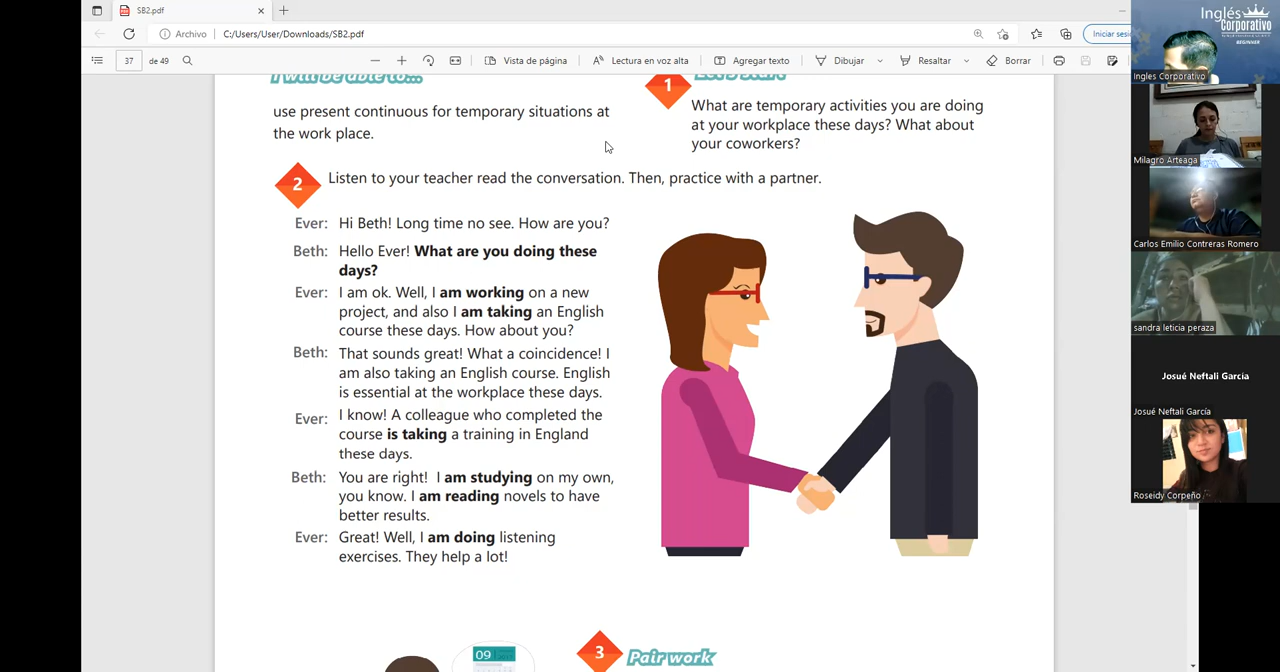 SB2.pdf
Archivo
C:/Users/User/Downloads/SB2.pdf
Iniciar sesi
37
de 49
Vista de página
Lectura en voz alta
Agregar texto
Dibujar
Resaltar
Borrar
I will be able to...
use present continuous for temporary situations at
the work place.
1
Let's Start
What are temporary activities you are doing
at your workplace these days? What about
your coworkers?
2
Listen to your teacher read the conversation. Then, practice with a partner.
Ever: Hi Beth! Long time no see. How are you?
Beth: Hello Ever! What are you doing these
days?
Ever: I am ok. Well, I am working on a new
project, and also I am taking an English
course these days. How about you?
Beth: That sounds great! What a coincidence! I
am also taking an English course. English
is essential at the workplace these days.
Ever: I know! A colleague who completed the
course is taking a training in England
these days.
Beth: You are right! I am studying on my own,
you know. I am reading novels to have
better results.
Ever: Great! Well, I am doing listening
exercises. They help a lot!
09
3
Pair work
Inglés
Corporativo
BEGINNER
Ingles Corporativo
Milagro Arteaga
Carlos Emilio Contreras Romero
sandra leticia peraza
Josué Neftali García
Josué Neftali García
Roseidy Corpeño